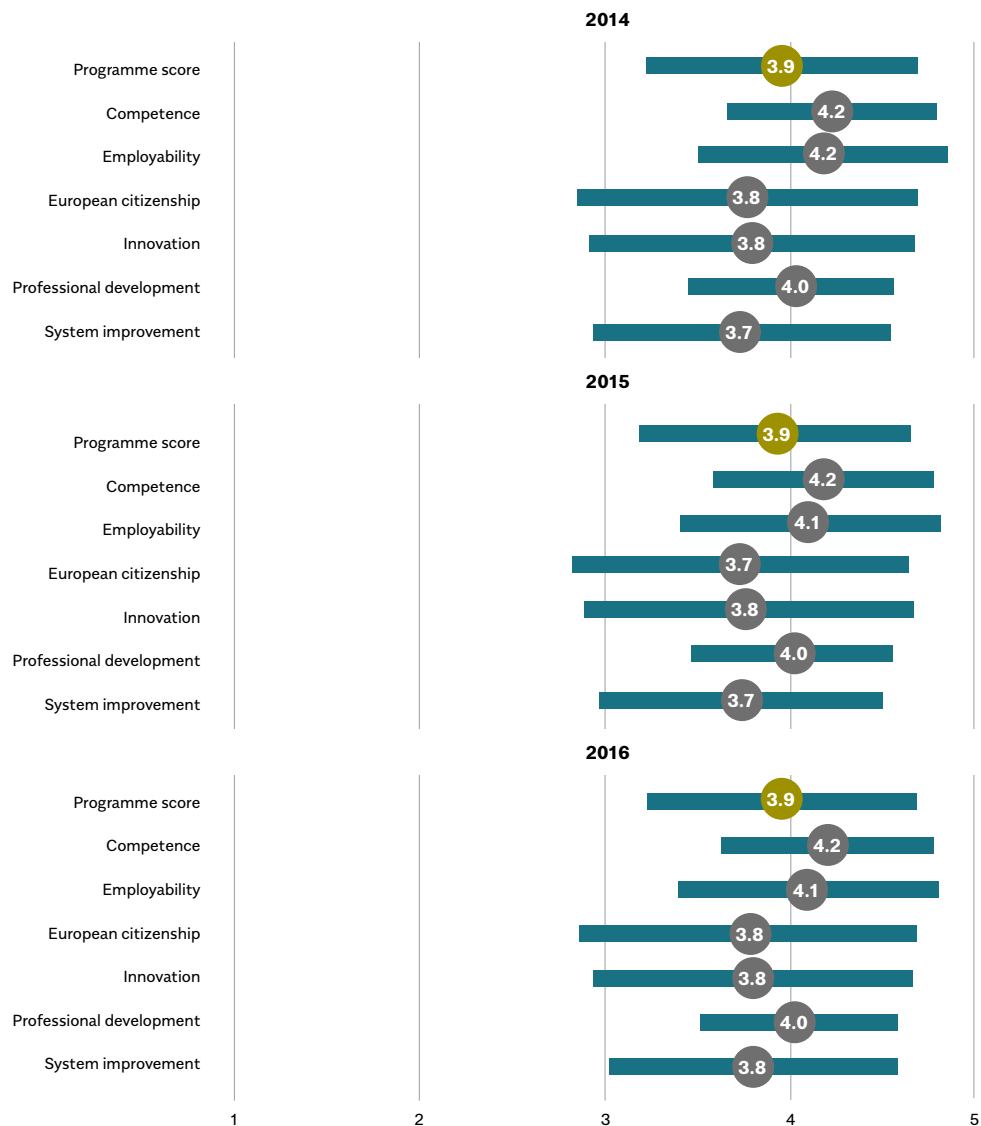 2014
Programme score 3.9
Competence 4.2
Employability 4.2
European citizenship 3.8
Innovation 3.8
Professional development 4.0
System improvement 3.7
2015
Programme score 3.9
Competence 4.2
Employability 4.1
European citizenship 3.7
Innovation 3.8
Professional development 4.0
System improvement 3.7
2016
Programme score 3.9
Competence 4.2
Employability 4.1
European citizenship 3.8
Innovation 3.8
Professional development 4.0
System improvement 3.8
1 2 3 4 5